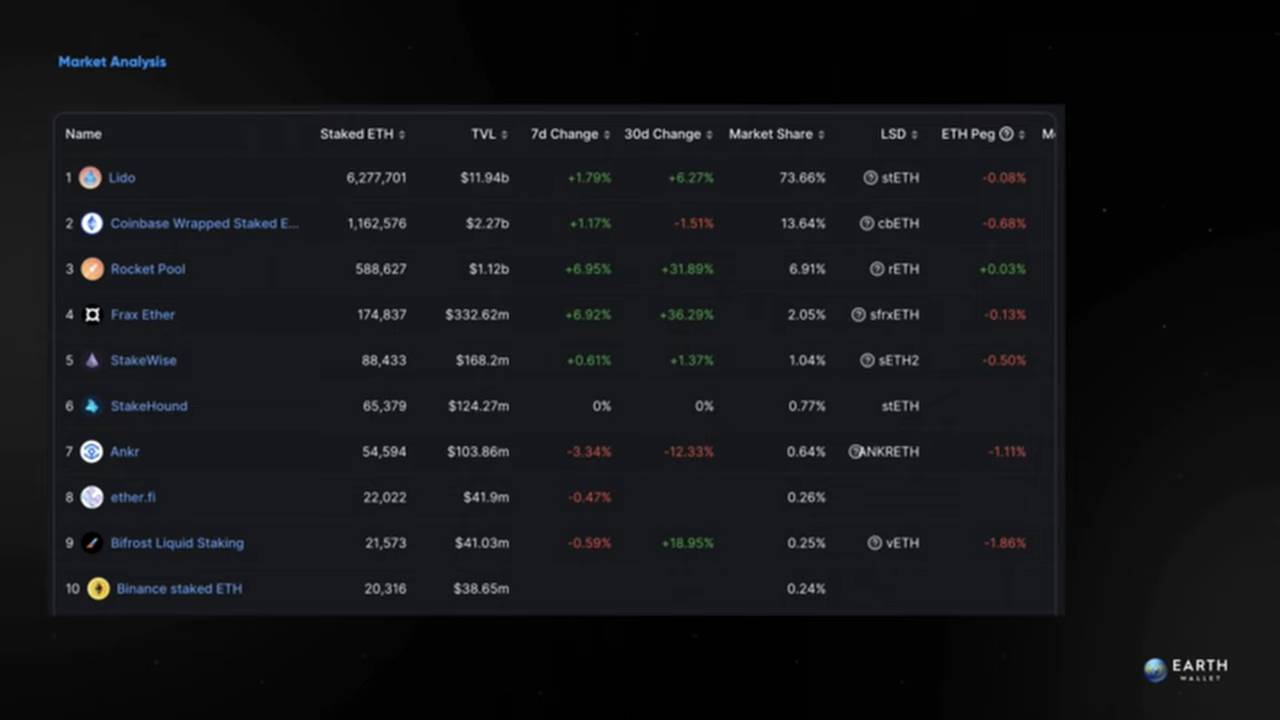 Market Analysis
Name Staked ETH TVL 7d Change 30d Change Market Share LSD ETH Peg
1 Lido 6,277,701 $11.94b +1.79% +6.27% 73.66% stETH -0.08%
2 Coinbase Wrapped Staked E... 1,162,576 $2.27b +1.17% -1.51% 13.64% cbETH -0.68%
3 Rocket Pool 588,627 $1.12b +6.95% +31.89% 6.91% rETH +0.03%
4 Frax Ether 174,837 $332.62m +6.92% +36.29% 2.05% sfrxETH -0.13%
5 StakeWise 88,433 $168.2m +0.61% +1.37% 1.04% sETH2 -0.50%
6 StakeHound 65,379 $124.27m 0% 0% 0.77% stETH
7 Ankr 54,594 $103.86m -3.34% -12.33% 0.64% ANKRETH -1.11%
8 ether.fi 22,022 $41.9m -0.47% 0.26%
9 Bifrost Liquid Staking 21,573 $41.03m -0.59% +18.95% 0.25% vETH -1.86%
10 Binance staked ETH 20,316 $38.65m 0.24%
EARTH
WALLET